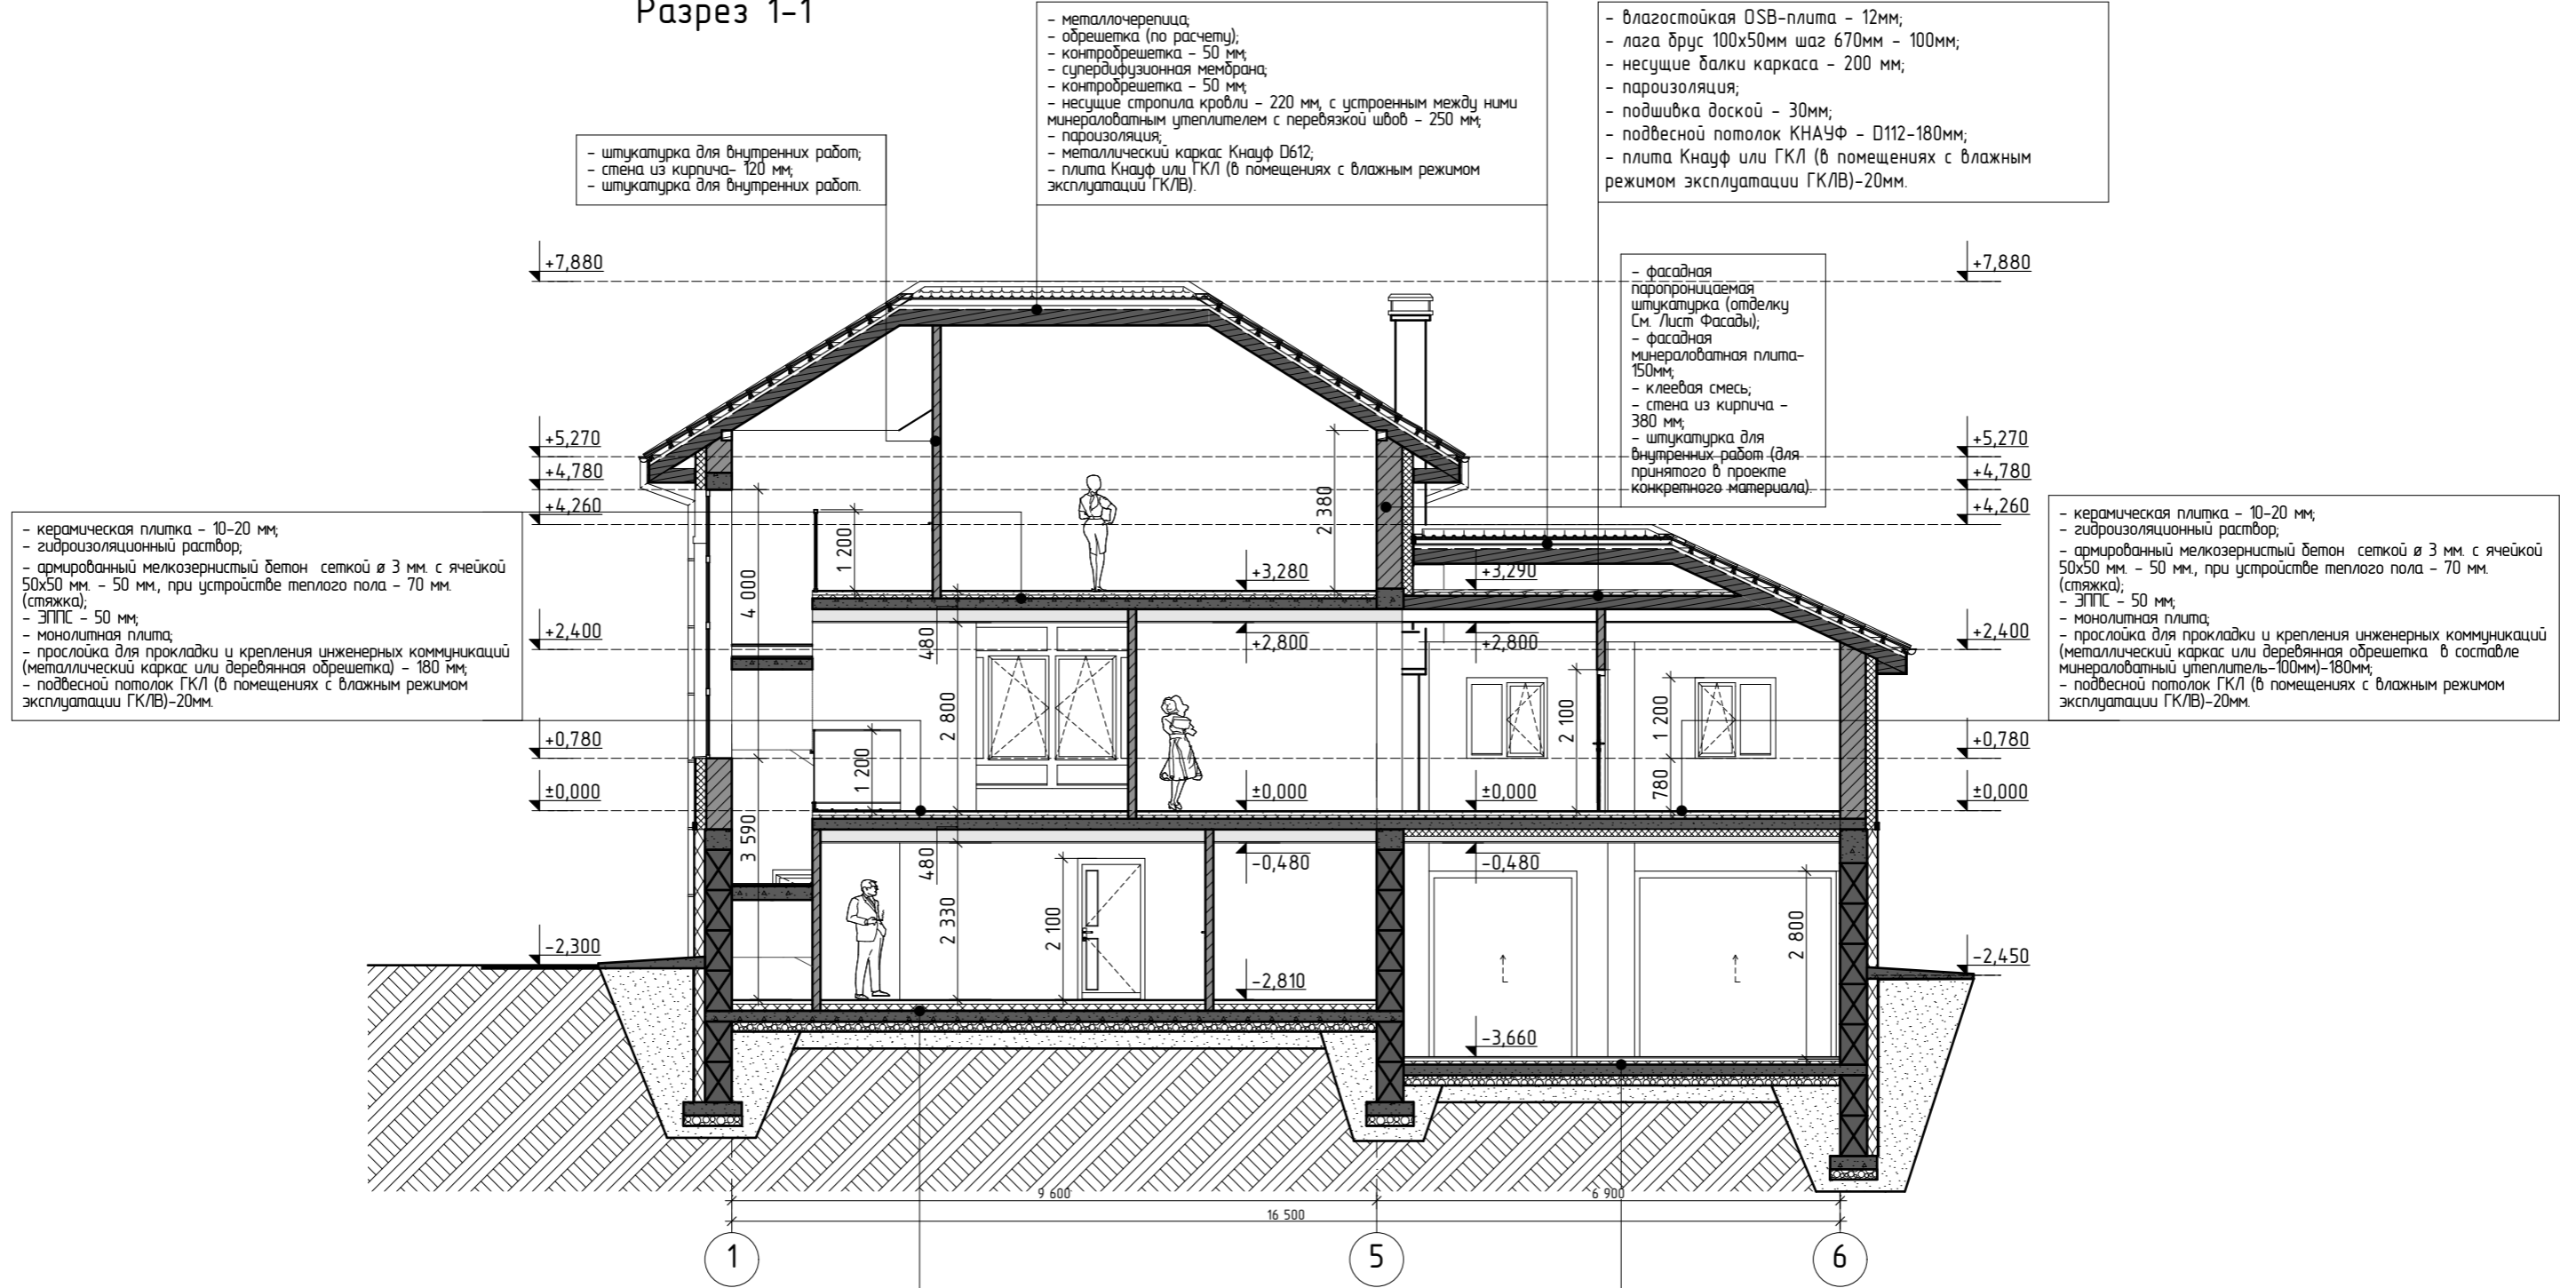 Разрез 1-1
- металлочерепица;
- обрешетка (по расчету);
- контробрешетка - 50 мм;
- супердифузионная мембрана;
- контробрешетка - 50 мм;
- несущие стропила кровли - 220 мм, с устроенным между ними
минераловатным утеплителем с перевязкой швов - 250 мм;
- пароизоляция;
- металлический каркас Кнауф D612;
- плита Кнауф или ГКЛ (в помещениях с влажным режимом
эксплуатации ГКЛВ).
- влагостойкая OSB-плита - 12мм;
- лага брус 100х50мм шаг 670мм - 100мм;
- несущие балки каркаса - 200 мм;
- пароизоляция;
- подшивка доской - 30мм;
- подвесной потолок КНАУФ - D112-180мм;
- плита Кнауф или ГКЛ (в помещениях с влажным
режимом эксплуатации ГКЛВ)-20мм.
- штукатурка для внутренних работ;
- стена из кирпича- 120 мм;
- штукатурка для внутренних работ.
- фасадная
паропроницаемая
штукатурка (отделку
См. Лист Фасады);
- фасадная
минераловатная плита-
150мм;
- клеевая смесь;
- стена из кирпича -
380 мм;
- штукатурка для
внутренних работ (для
принятого в проекте
конкретного материала).
- керамическая плитка - 10-20 мм;
- гидроизоляционный раствор;
- армированный мелкозернистый бетон сеткой ø 3 мм. с ячейкой
50х50 мм. - 50 мм., при устройстве теплого пола - 70 мм.
(стяжка);
- ЭППС - 50 мм;
- монолитная плита;
- прослойка для прокладки и крепления инженерных коммуникаций
(металлический каркас или деревянная обрешетка) - 180 мм;
- подвесной потолок ГКЛ (в помещениях с влажным режимом
эксплуатации ГКЛВ)-20мм.
- керамическая плитка - 10-20 мм;
- гидроизоляционный раствор;
- армированный мелкозернистый бетон сеткой ø 3 мм. с ячейкой
50х50 мм. - 50 мм., при устройстве теплого пола - 70 мм.
(стяжка);
- ЭППС - 50 мм;
- монолитная плита;
- прослойка для прокладки и крепления инженерных коммуникаций
(металлический каркас или деревянная обрешетка в составе
минераловатный утеплитель-100мм)-180мм;
- подвесной потолок ГКЛ (в помещениях с влажным режимом
эксплуатации ГКЛВ)-20мм.
+7,880
+5,270
+4,780
+4,260
+2,400
+0,780
±0,000
-2,300
+7,880
+5,270
+4,780
+4,260
+2,400
+0,780
±0,000
-2,450
2 380
1 200
4 000
+3,280
+3,290
480
+2,800
+2,800
2 800
1 200
2 100
1 200
780
±0,000
±0,000
3 590
480
-0,480
-0,480
2 330
2 100
2 800
-2,810
-3,660
9 600
6 900
16 500
1
5
6